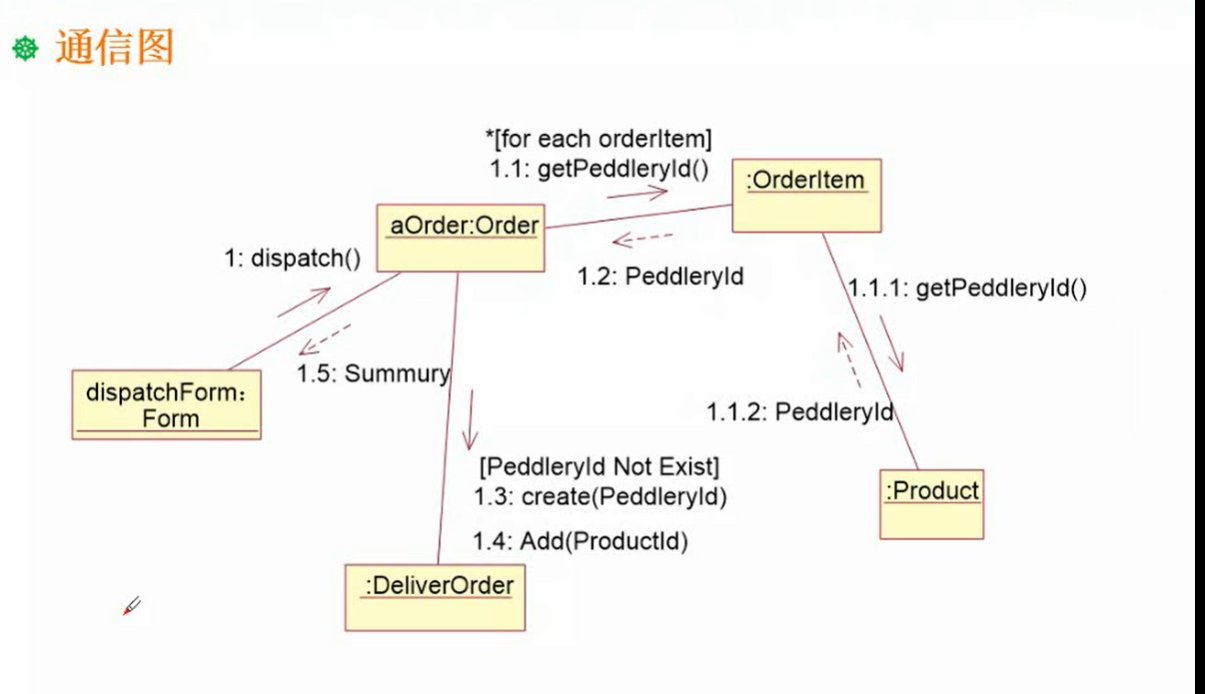 通信图
*[for each orderItem]
1.1: getPeddleryId()
:OrderItem
aOrder:Order
1: dispatch()
1.2: PeddleryId
1.1.1: getPeddleryId()
1.5: Summury
dispatchForm：
Form
1.1.2: PeddleryId
[PeddleryId Not Exist]
1.3: create(PeddleryId)
:Product
1.4: Add(ProductId)
:DeliverOrder